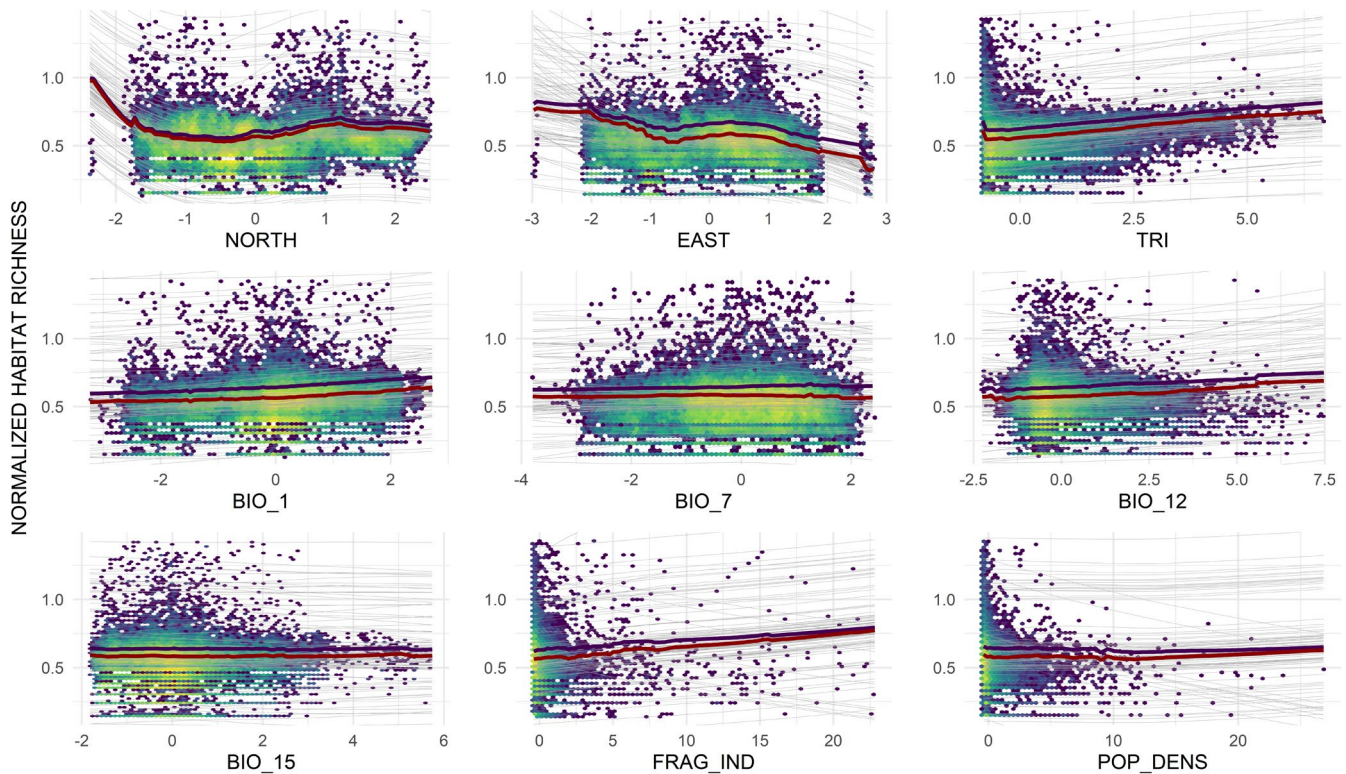 NORMALIZED HABITAT RICHNESS
1.0
0.5
-2 -1 0 1 2
NORTH
1.0
0.5
-3 -2 -1 0 1 2 3
EAST
1.0
0.5
0.0 2.5 5.0
TRI
1.0
0.5
-2 0 2
BIO_1
1.0
0.5
-4 -2 0 2
BIO_7
1.0
0.5
-2.5 0.0 2.5 5.0 7.5
BIO_12
1.0
0.5
-2 0 2 4 6
BIO_15
1.0
0.5
0 5 10 15 20
FRAG_IND
1.0
0.5
0 10 20
POP_DENS